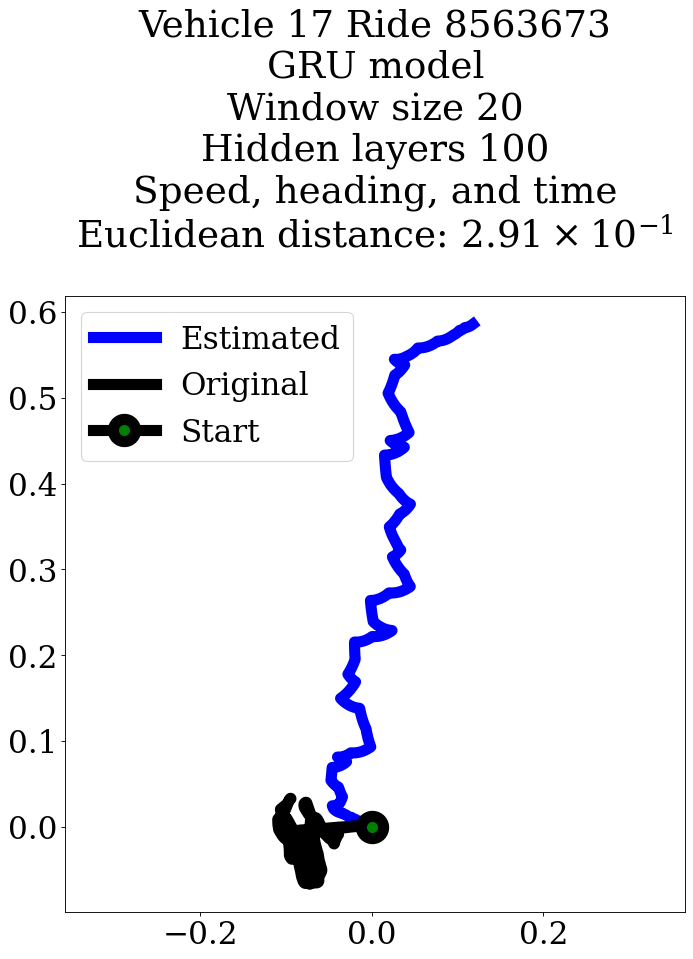 Vehicle 17 Ride 8563673
GRU model
Window size 20
Hidden layers 100
Speed, heading, and time
Euclidean distance: 2.91 × 10⁻¹
Estimated
Original
Start
0.6
0.5
0.4
0.3
0.2
0.1
0.0
−0.2 0.0 0.2